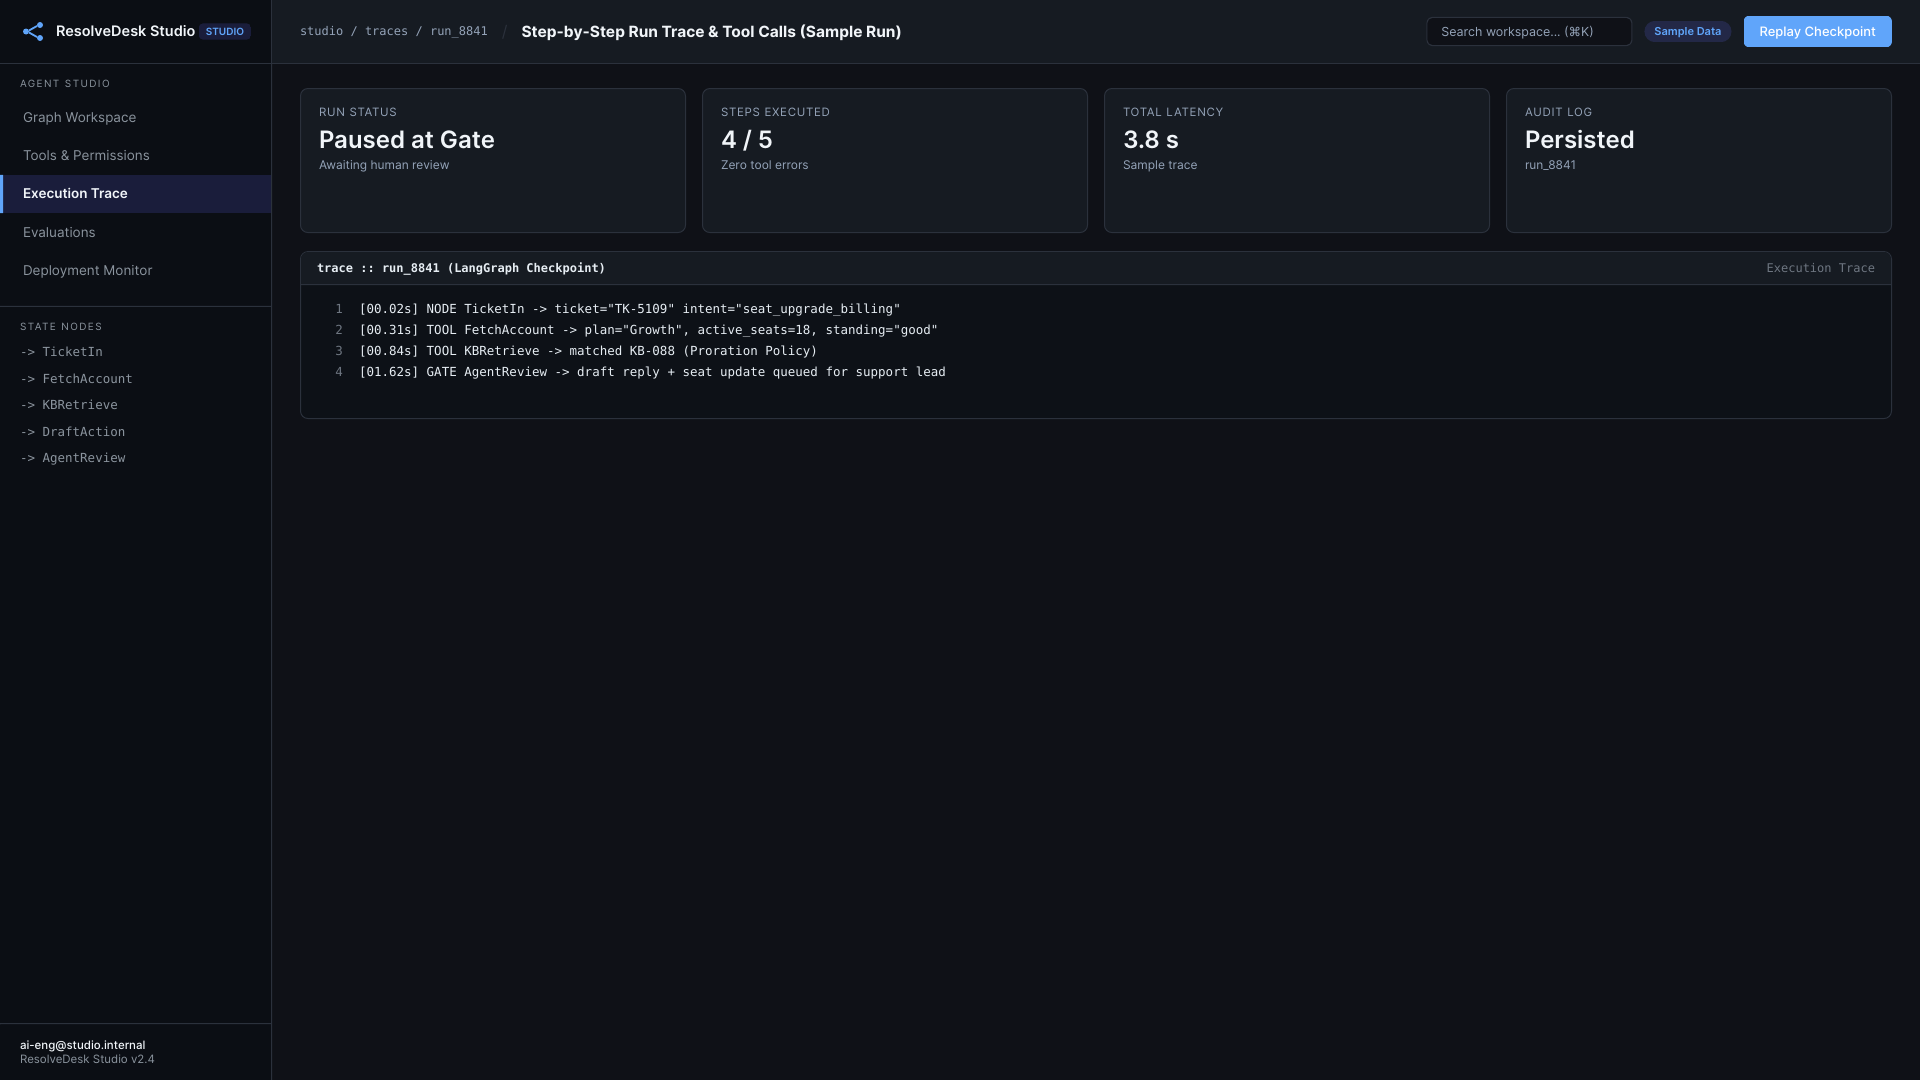 ResolveDesk Studio STUDIO
studio / traces / run_8841 / Step-by-Step Run Trace & Tool Calls (Sample Run)
Search workspace... (⌘K)
Sample Data
Replay Checkpoint
AGENT STUDIO
Graph Workspace
Tools & Permissions
Execution Trace
Evaluations
Deployment Monitor
STATE NODES
-> TicketIn
-> FetchAccount
-> KBRetrieve
-> DraftAction
-> AgentReview
ai-eng@studio.internal
ResolveDesk Studio v2.4
RUN STATUS
Paused at Gate
Awaiting human review
STEPS EXECUTED
4 / 5
Zero tool errors
TOTAL LATENCY
3.8 s
Sample trace
AUDIT LOG
Persisted
run_8841
trace :: run_8841 (LangGraph Checkpoint)
Execution Trace
1 [00.02s] NODE TicketIn -> ticket="TK-5109" intent="seat_upgrade_billing"
2 [00.31s] TOOL FetchAccount -> plan="Growth", active_seats=18, standing="good"
3 [00.84s] TOOL KBRetrieve -> matched KB-088 (Proration Policy)
4 [01.62s] GATE AgentReview -> draft reply + seat update queued for support lead